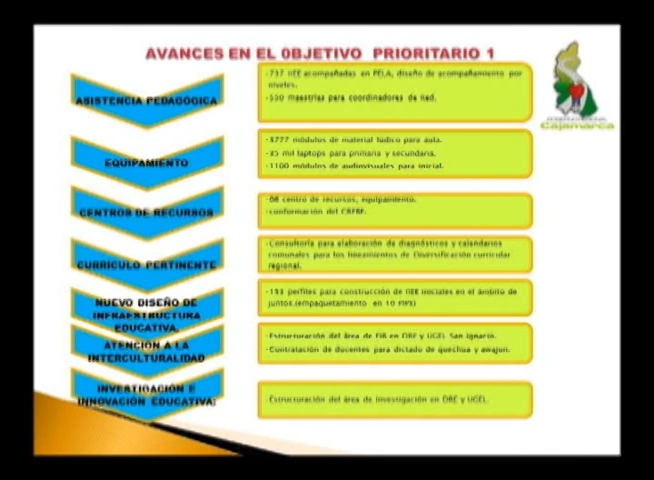 AVANCES EN EL 0BJETIVO PRIORITARIO 1
ASISTENCIA PEDAGÓGICA
-737 IIEE acompañadas en PELA, diseño de acompañamiento por
niveles.
-550 maestrías para coordinadores de Red.
EQUIPAMIENTO
-8777 módulos de material lúdico para aula.
-35 mil laptops para primaria y secundaria.
-1100 módulos de audiovisuales para inicial.
CENTROS DE RECURSOS
-08 centro de recursos, equipamiento.
-conformación del
CURRÍCULO PERTINENTE
-Consultoría para elaboración de diagnósticos y calendarios
comunales para los lineamientos de Diversificación curricular
regional.
NUEVO DISEÑO DE
INFRAESTRUCTURA
EDUCATIVA.
perfiles para construcción de IIEE iniciales en el ámbito de
juntos.(empaquetamiento en 10 PIPS)
ATENCIÓN A LA
INTERCULTURALIDAD
-Estructuración del área de EIB en DRE y UGEL San Ignacio.
-Contratación de docentes para dictado de quechua y awajun.
INVESTIGACIÓN E
INNOVACIÓN EDUCATIVA:
-Estructuración del área de investigación en DRE y UGEL.
Cajamarca